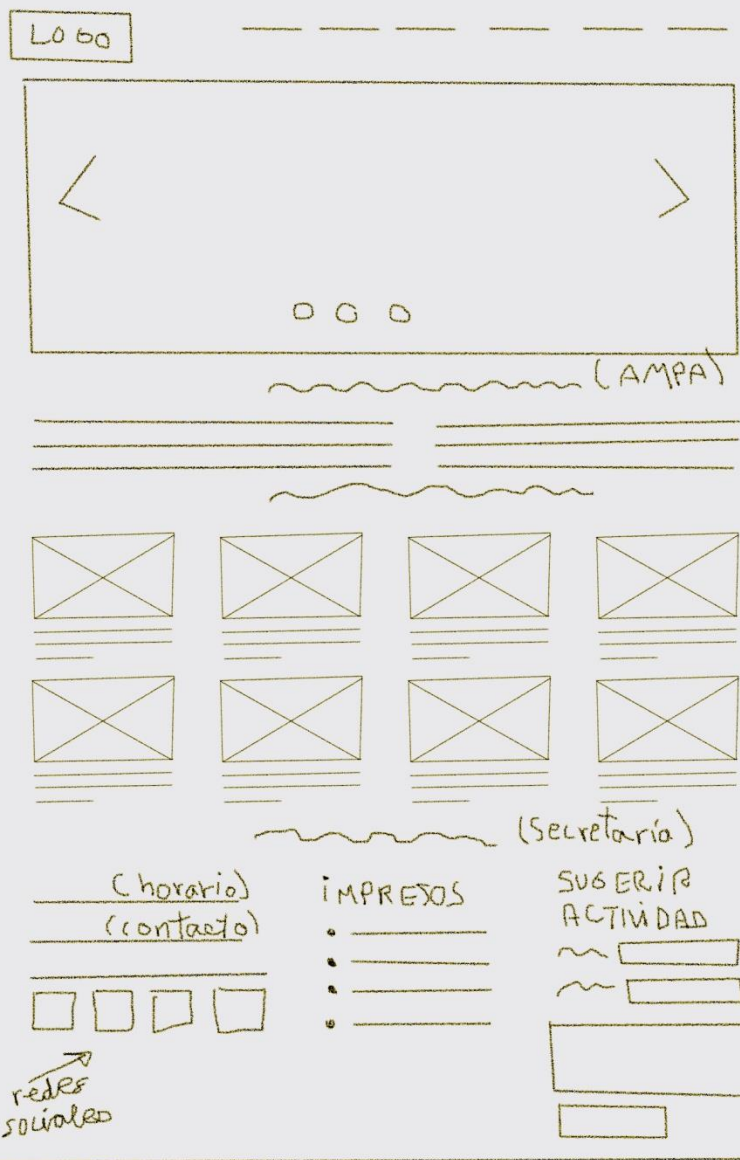 LOGO
(AMPA)
(Secretaría)
(horario)
(contacto)
iMPRESOS
SUGERiR
ACTIVIDAD
redes
sociales